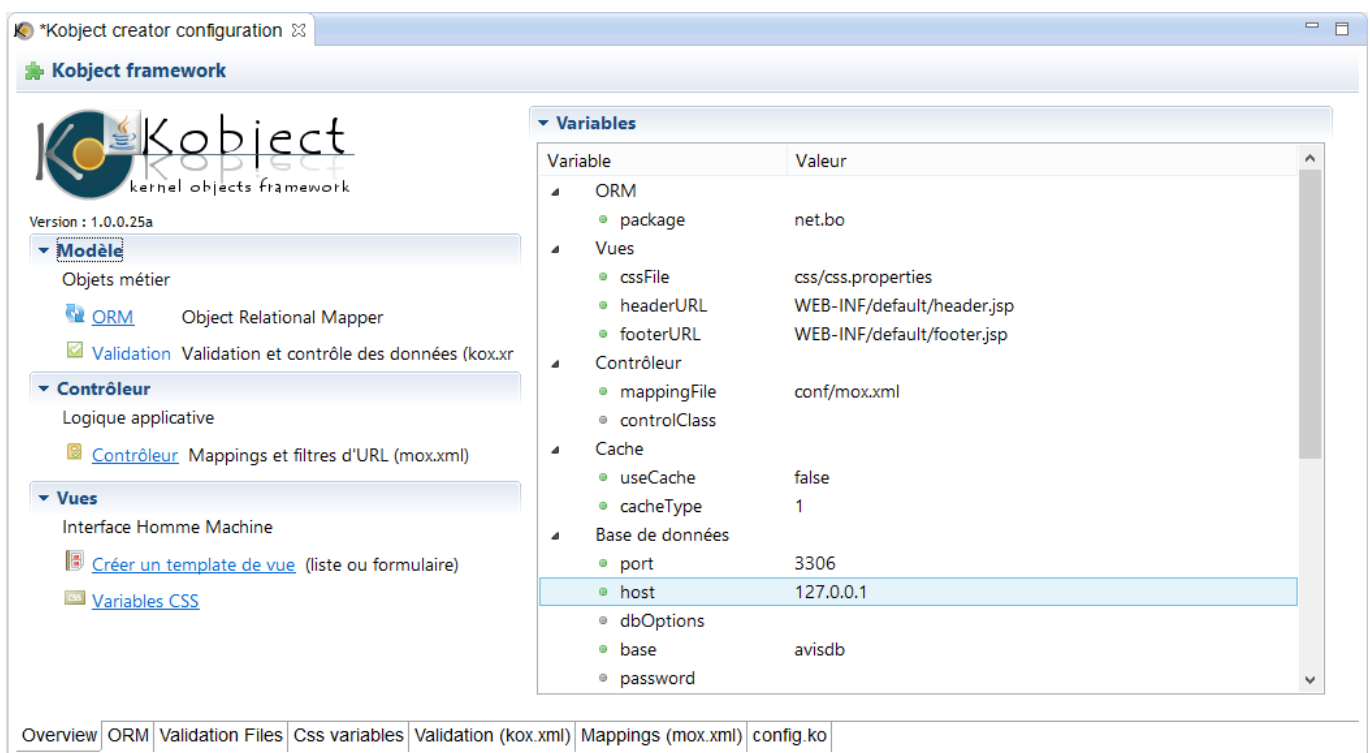 *Kobject creator configuration
Kobject framework
Kobject
kernel objects framework
Version : 1.0.0.25a
Modèle
Objets métier
ORM Object Relational Mapper
Validation Validation et contrôle des données (kox.xr
Contrôleur
Logique applicative
Contrôleur Mappings et filtres d'URL (mox.xml)
Vues
Interface Homme Machine
Créer un template de vue (liste ou formulaire)
CSS Variables CSS
Variables
Variable Valeur
ORM
package net.bo
Vues
cssFile css/css.properties
headerURL WEB-INF/default/header.jsp
footerURL WEB-INF/default/footer.jsp
Contrôleur
mappingFile conf/mox.xml
controlClass
Cache
useCache false
cacheType 1
Base de données
port 3306
host 127.0.0.1
dbOptions
base avisdb
password
Overview ORM Validation Files Css variables Validation (kox.xml) Mappings (mox.xml) config.ko